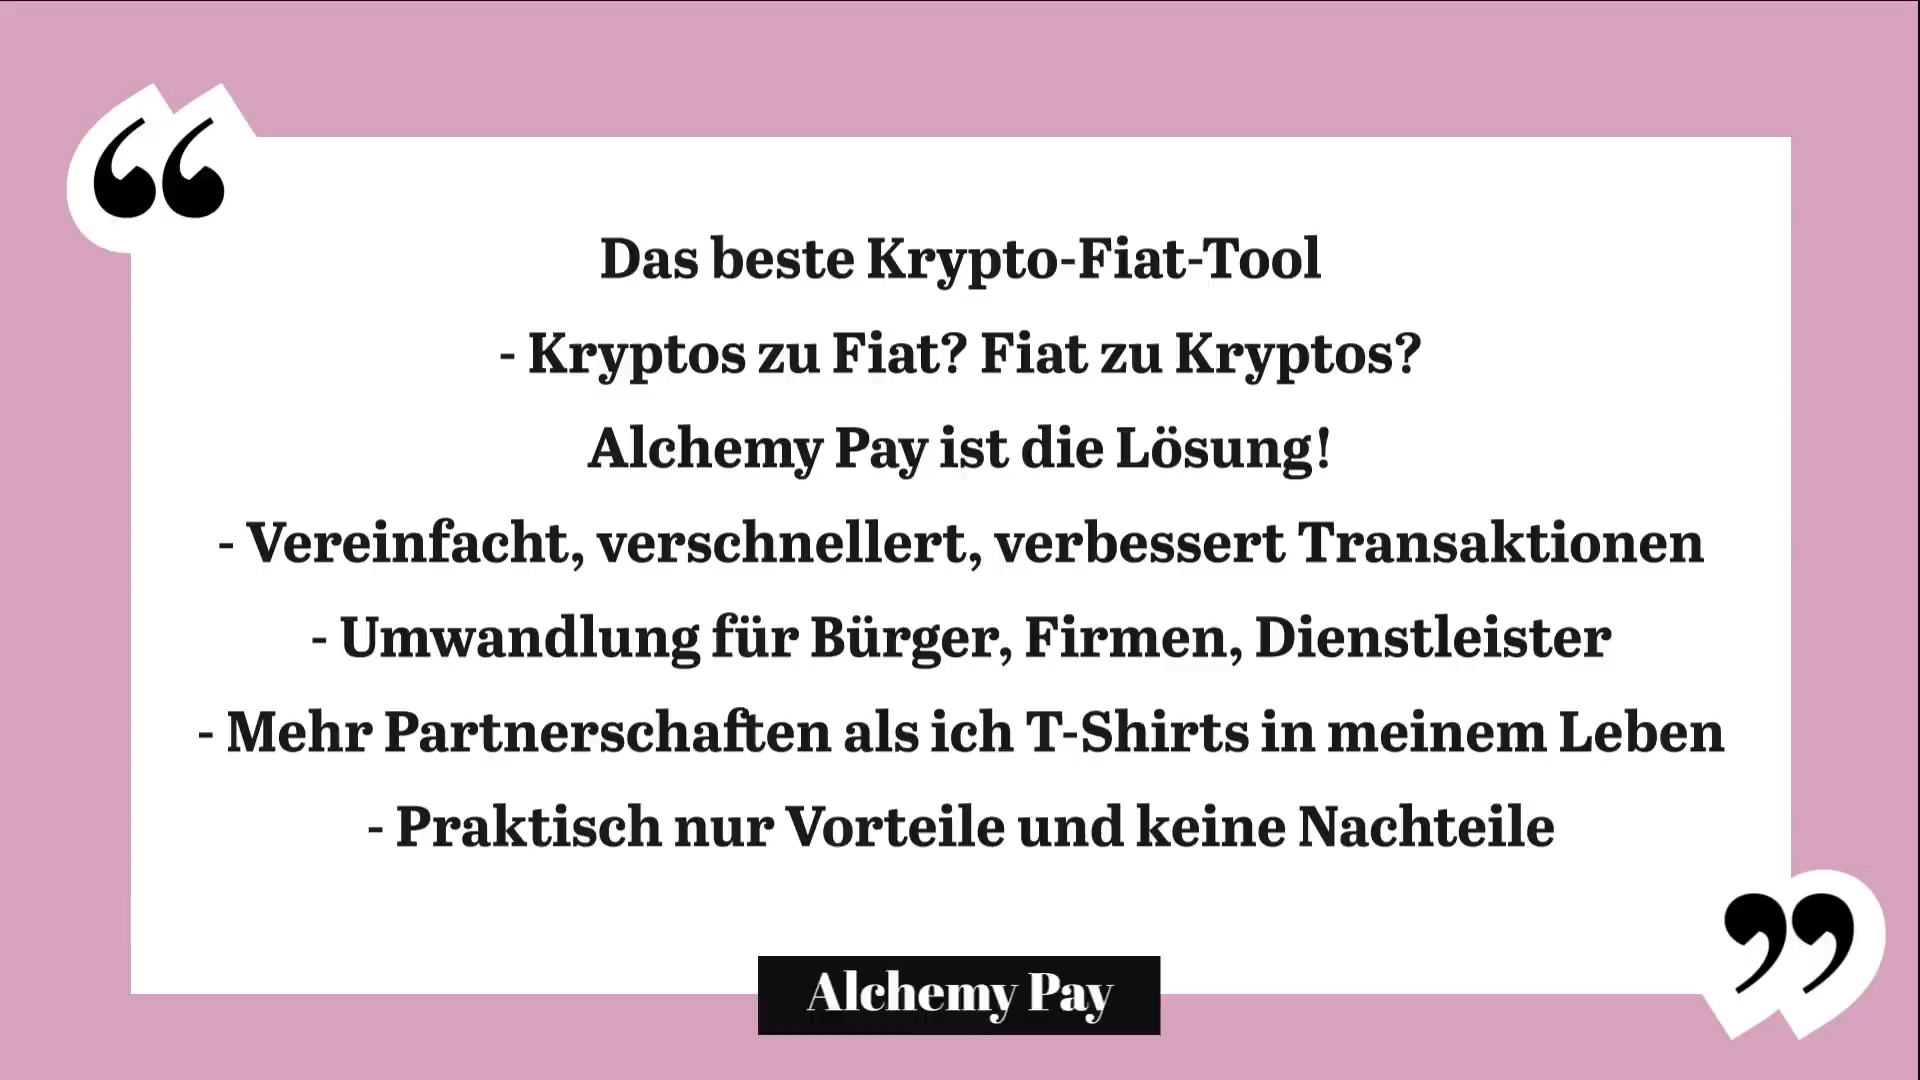 Das beste Krypto-Fiat-Tool
- Kryptos zu Fiat? Fiat zu Kryptos?
Alchemy Pay ist die Lösung!
- Vereinfacht, verschnellert, verbessert Transaktionen
- Umwandlung für Bürger, Firmen, Dienstleister
- Mehr Partnerschaften als ich T-Shirts in meinem Leben
- Praktisch nur Vorteile und keine Nachteile
Alchemy Pay